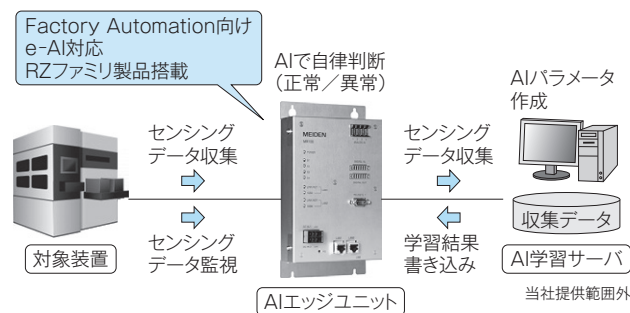 Factory Automation向け
e-AI対応
RZファミリ製品搭載
AIで自律判断
（正常／異常）
AIパラメータ
作成
センシング
データ収集
センシング
データ監視
対象装置
MEIDEN
AIエッジユニット
センシング
データ収集
学習結果
書き込み
収集データ
AI学習サーバ
当社提供範囲外